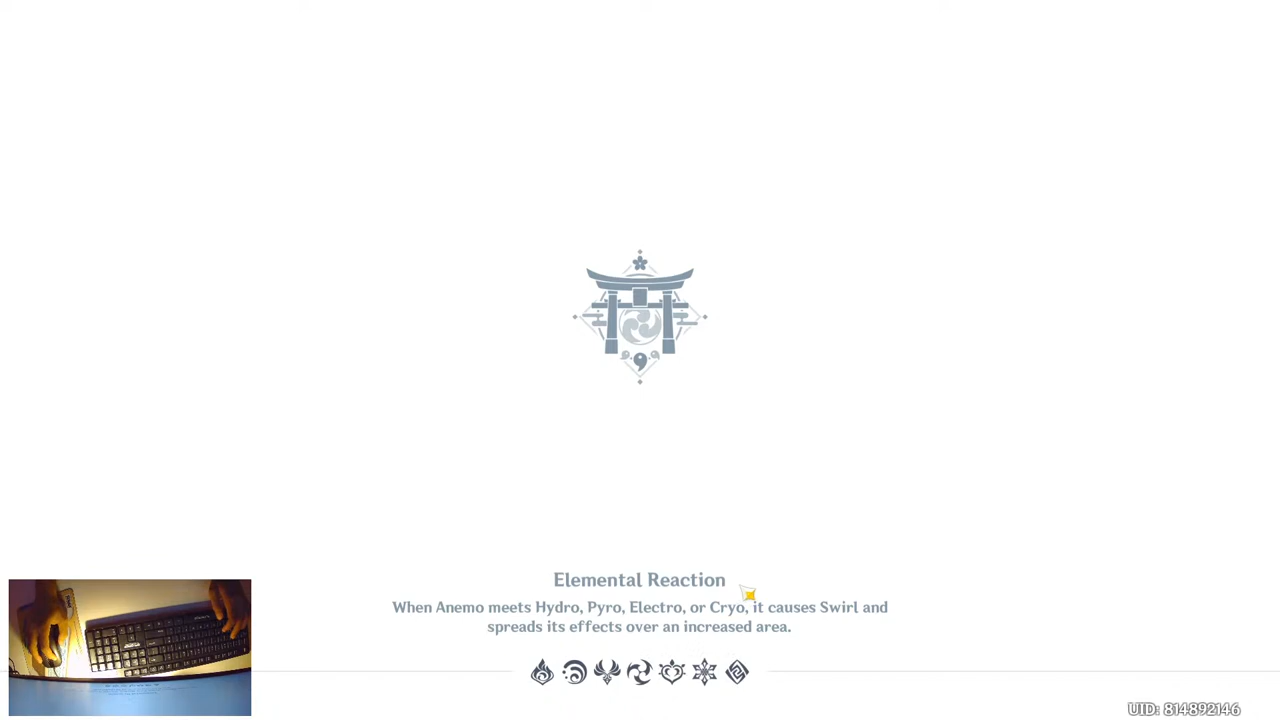 Elemental Reaction
When Anemo meets Hydro, Pyro, Electro, or Cryo, it causes Swirl and
spreads its effects over an increased area.
UID: 814892146